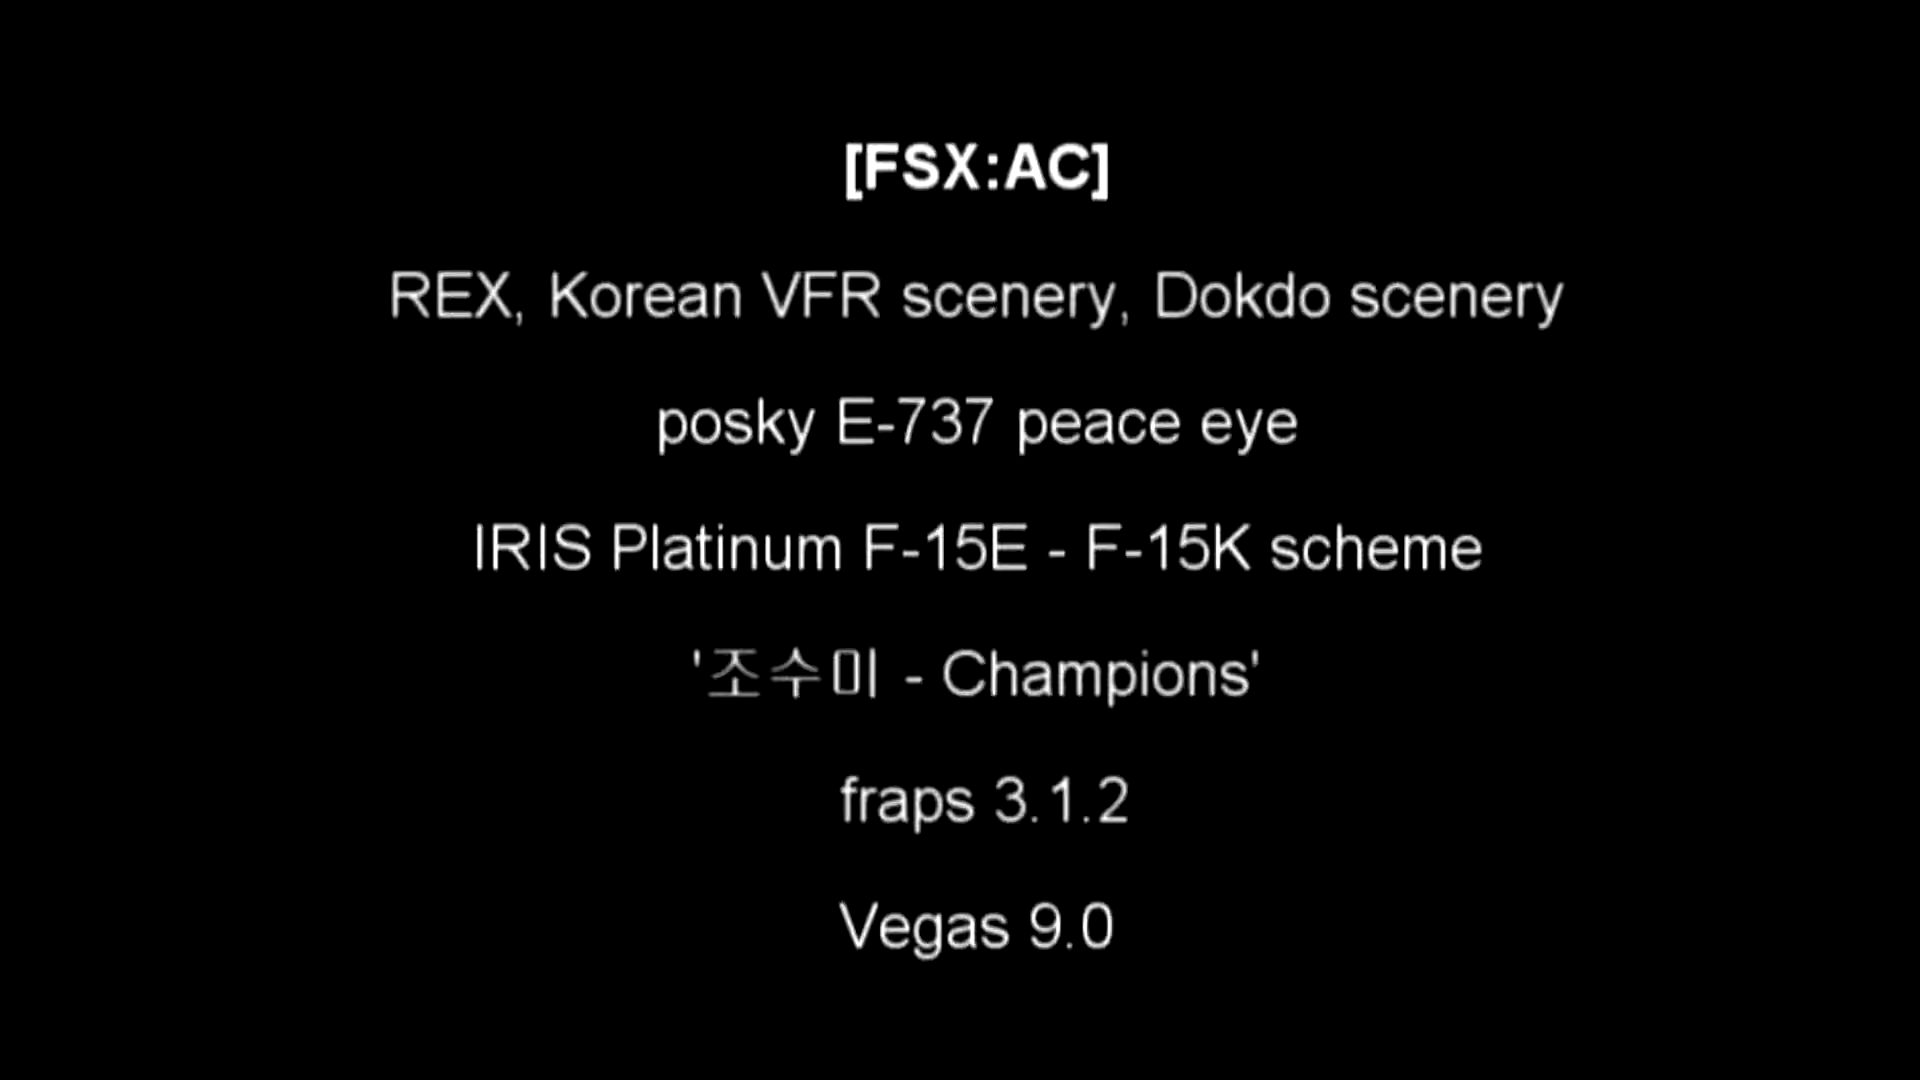 [FSX:AC]
REX, Korean VFR scenery, Dokdo scenery
posky E-737 peace eye
IRIS Platinum F-15E - F-15K scheme
'조수미 - Champions'
fraps 3.1.2
Vegas 9.0